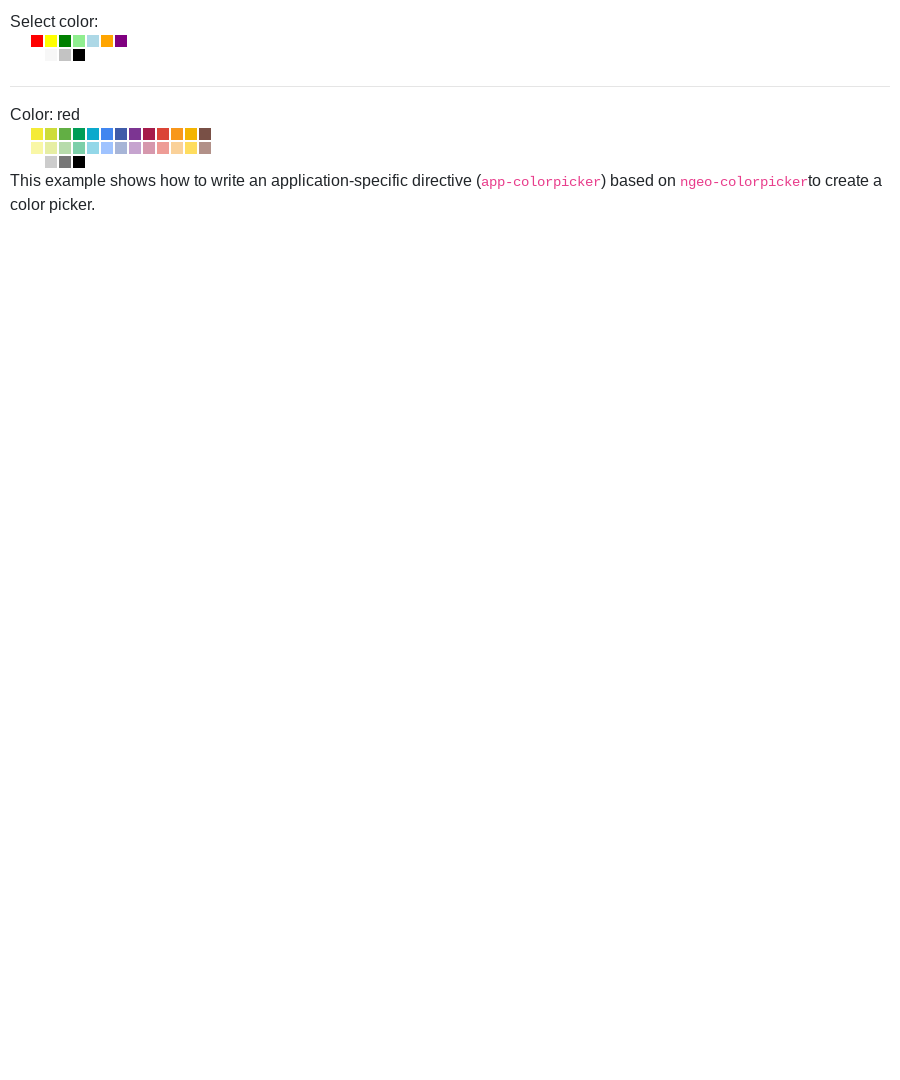 Select color:
Color: red
This example shows how to write an application-specific directive (app-colorpicker) based on ngeo-colorpickerto create a
color picker.